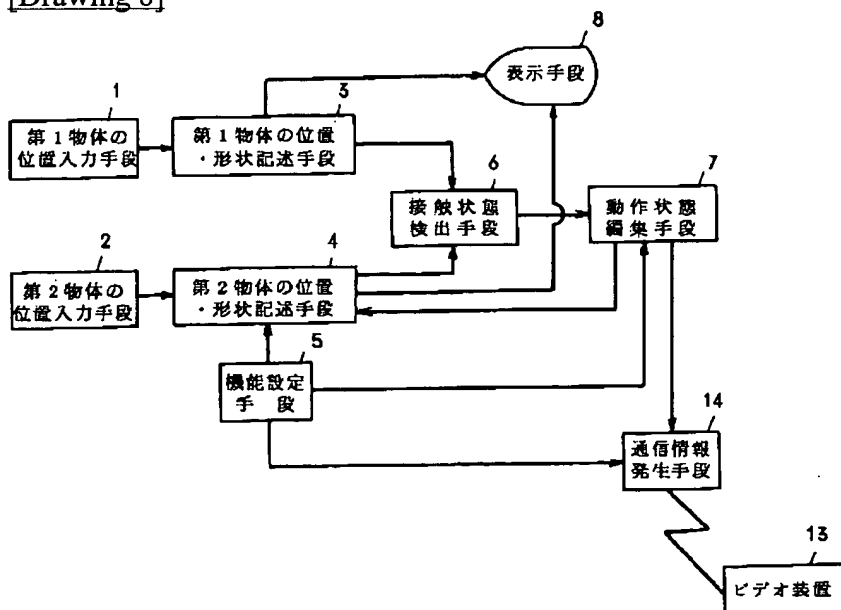 [Drawing 6]
8
表示手段
1
第1物体の
位置入力手段
3
第1物体の位置
・形状記述手段
6
接触状態
検出手段
7
動作状態
編集手段
2
第2物体の
位置入力手段
4
第2物体の位置
・形状記述手段
5
機能設定
手段
14
通信情報
発生手段
13
ビデオ装置